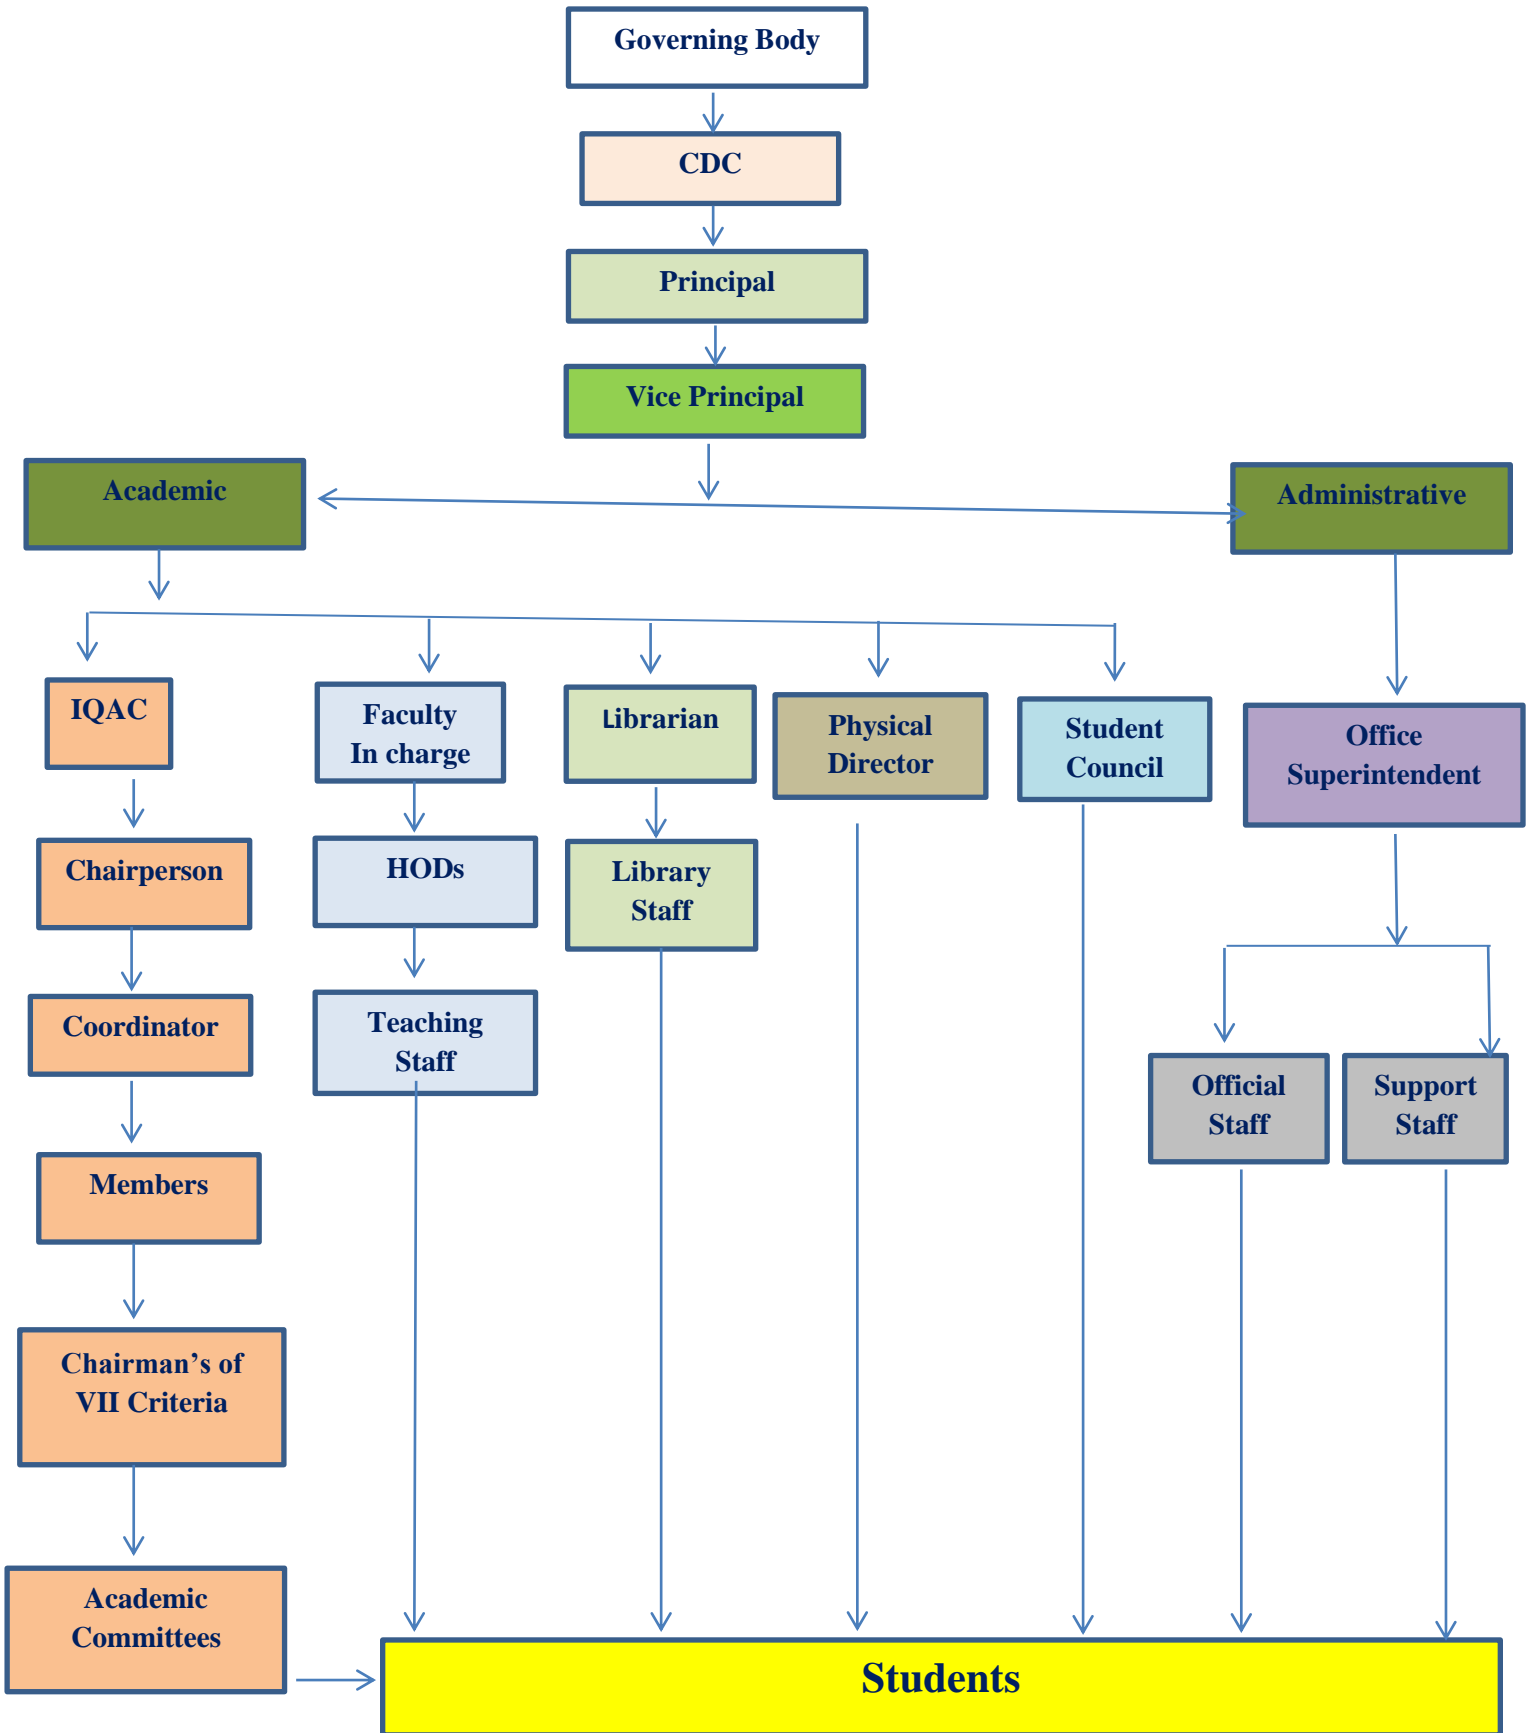 Governing Body
CDC
Principal
Vice Principal
Academic
Administrative
IQAC
Faculty
In charge
Librarian
Physical
Director
Student
Council
Office
Superintendent
Chairperson
HODs
Library
Staff
Coordinator
Teaching
Staff
Official
Staff
Support
Staff
Members
Chairman’s of
VII Criteria
Academic
Committees
Students